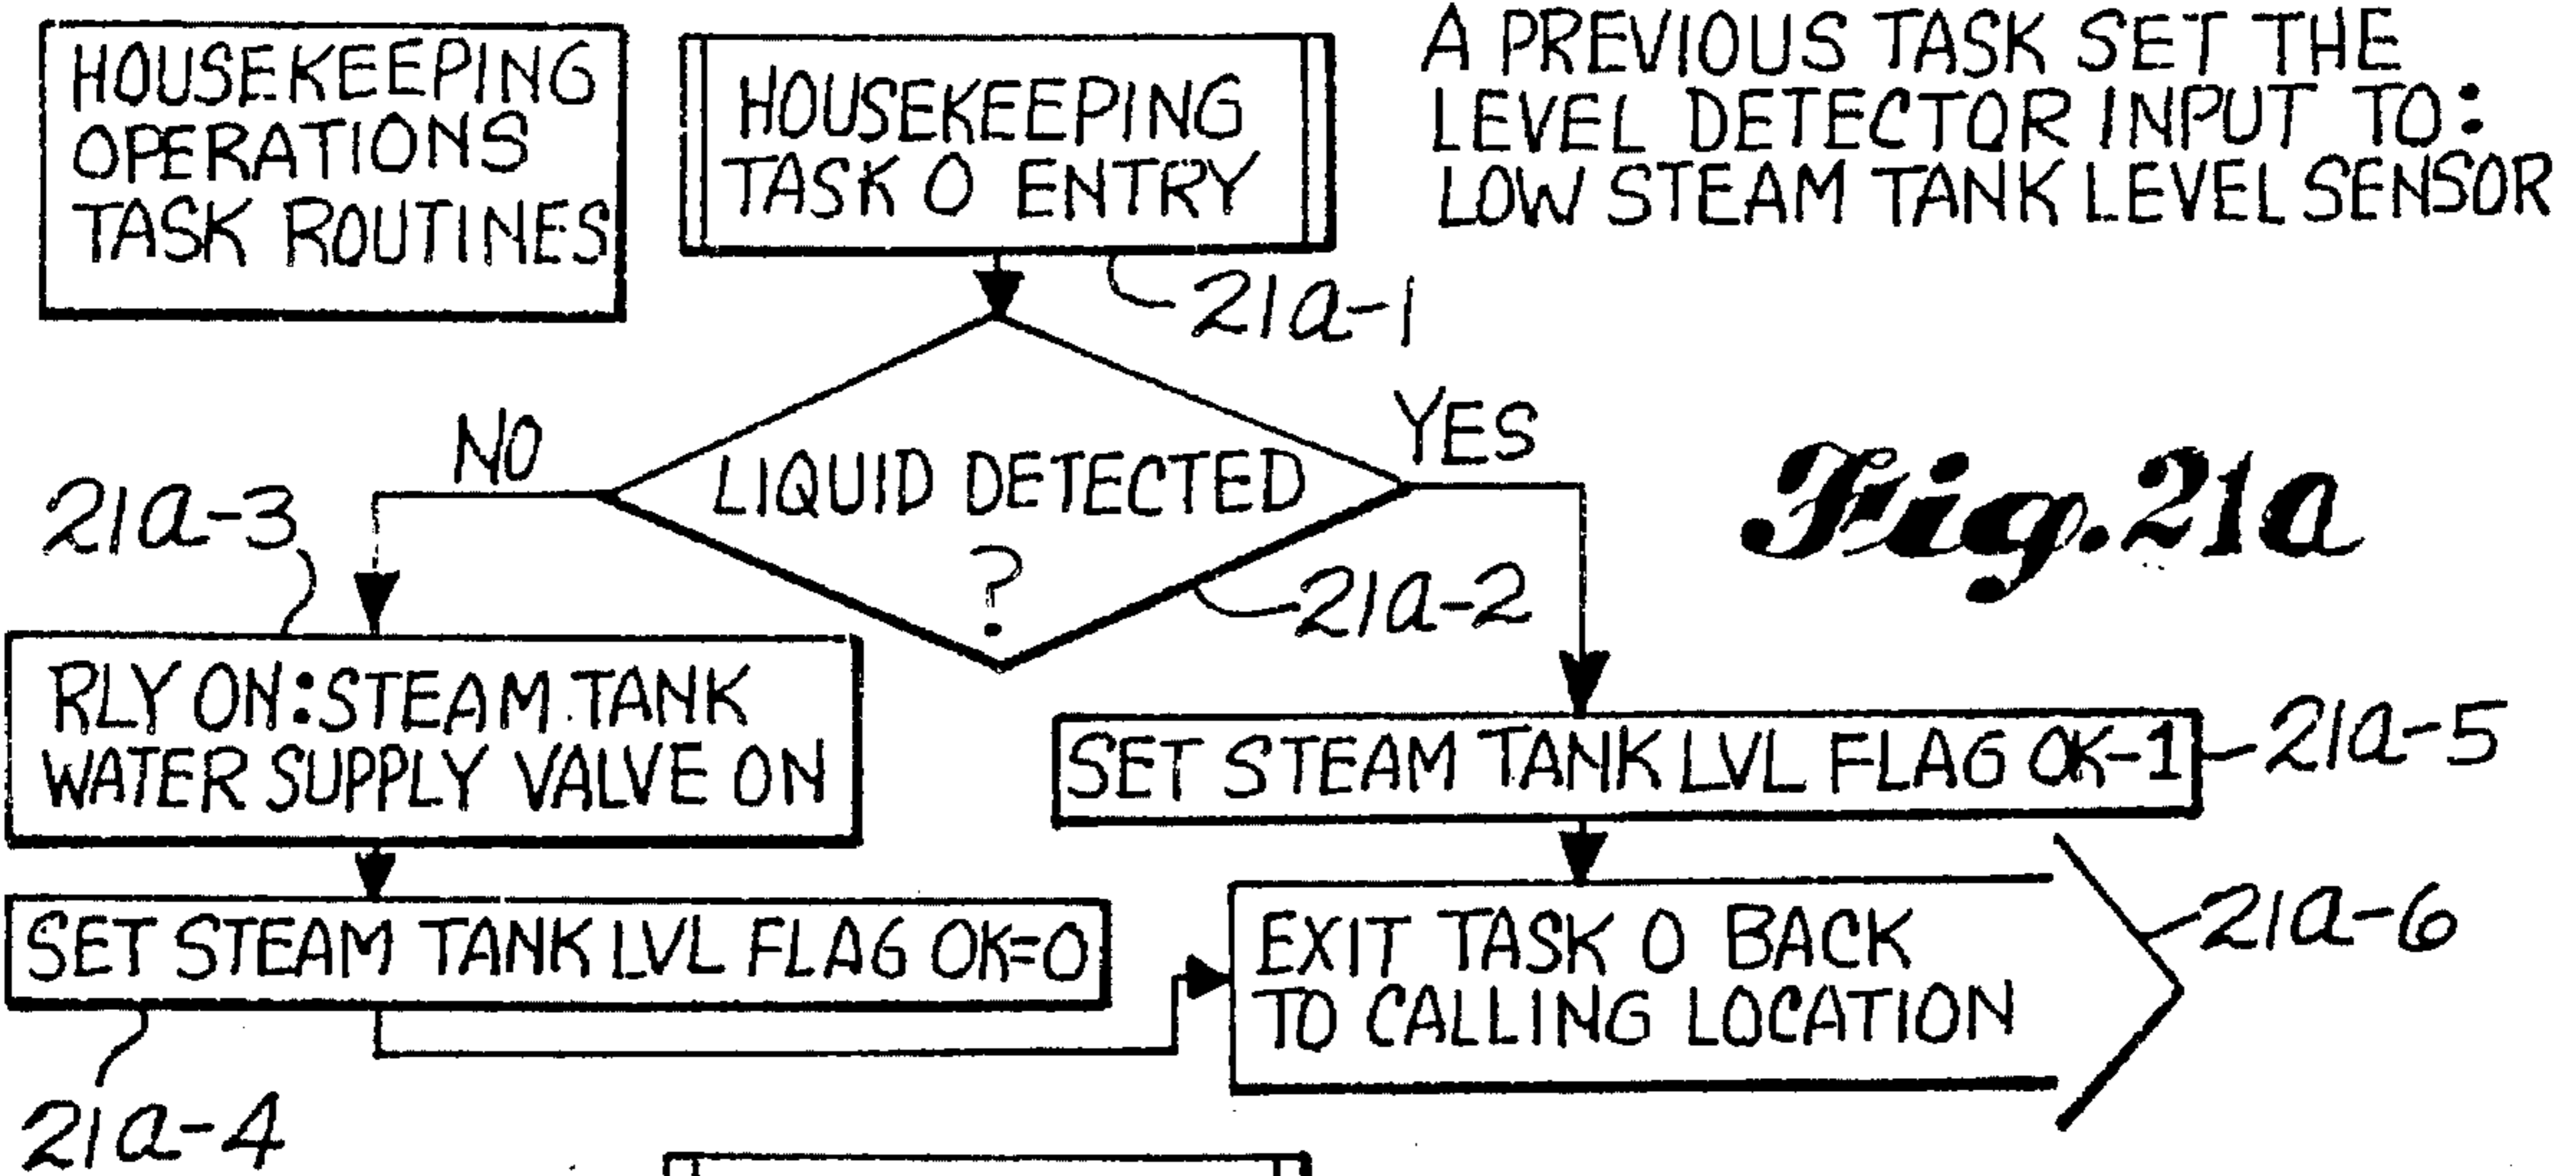 HOUSEKEEPING
OPERATIONS
TASK ROUTINES
HOUSEKEEPING
TASK 0 ENTRY
A PREVIOUS TASK SET THE
LEVEL DETECTOR INPUT TO:
LOW STEAM TANK LEVEL SENSOR
21a-1
NO
LIQUID DETECTED
?
YES
21a-2
Fig. 21a
21a-3
RLY ON: STEAM TANK
WATER SUPPLY VALVE ON
SET STEAM TANK LVL FLAG OK-1
21a-5
SET STEAM TANK LVL FLAG OK=0
21a-4
EXIT TASK 0 BACK
TO CALLING LOCATION
21a-6